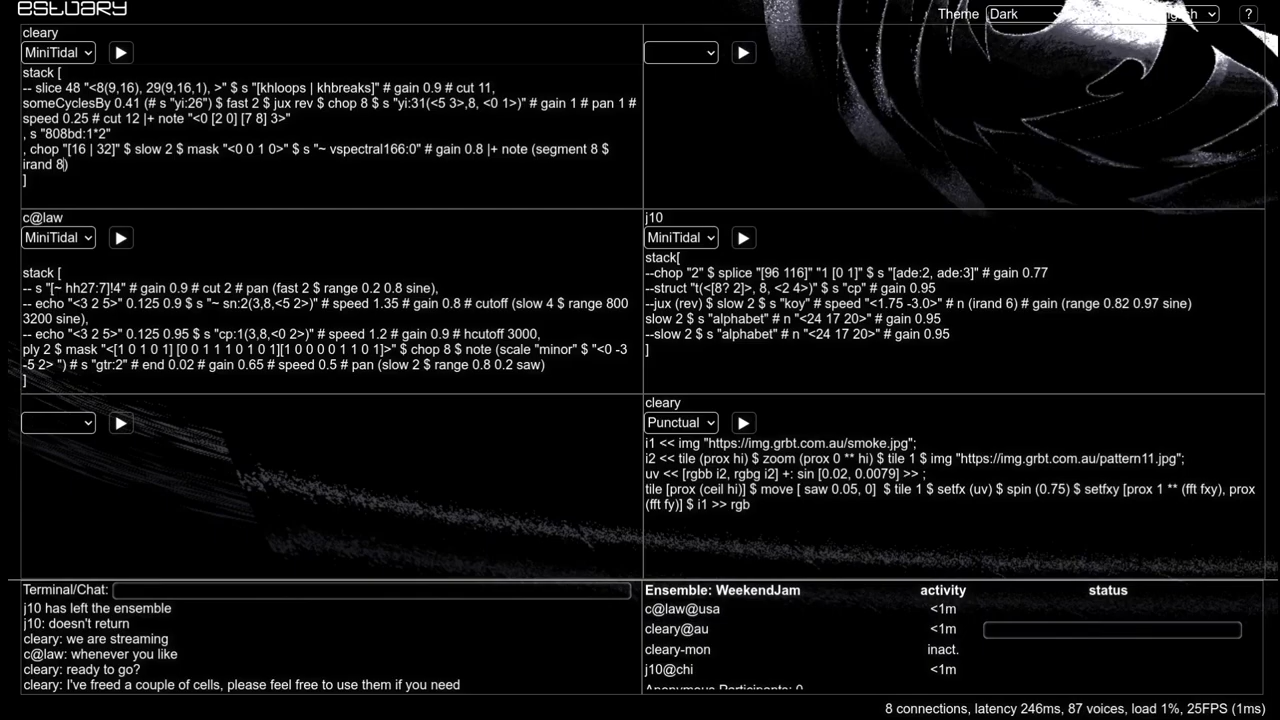 estuary
Theme Dark
?
cleary
MiniTidal
stack [
-- slice 48 "<8(9,16), 29(9,16,1), >" $ s "[khloops | khbreaks]" # gain 0.9 # cut 11,
someCyclesBy 0.41 (# s "yi:26") $ fast 2 $ jux rev $ chop 8 $ s "yi:31(<5 3>,8, <0 1>)" # gain 1 # pan 1 #
speed 0.25 # cut 12 |+ note "<0 [2 0] [7 8] 3>"
, s "808bd:1*2"
, chop "[16 | 32]" $ slow 2 $ mask "<0 0 1 0>" $ s "~ vspectral166:0" # gain 0.8 |+ note (segment 8 $
irand 8)
]
c@law
MiniTidal
stack [
-- s "[~ hh27:7]!4" # gain 0.9 # cut 2 # pan (fast 2 $ range 0.2 0.8 sine),
-- echo "<3 2 5>" 0.125 0.9 $ s "~ sn:2(3,8,<5 2>)" # speed 1.35 # gain 0.8 # cutoff (slow 4 $ range 800
3200 sine),
-- echo "<3 2 5>" 0.125 0.95 $ s "cp:1(3,8,<0 2>)" # speed 1.2 # gain 0.9 # hcutoff 3000,
ply 2 $ mask "<[1 0 1 0 1] [0 0 1 1 1 0 1 0 1][1 0 0 0 0 1 1 0 1]>" $ chop 8 $ note (scale "minor" $ "<0 -3
-5 2> ") # s "gtr:2" # end 0.02 # gain 0.65 # speed 0.5 # pan (slow 2 $ range 0.8 0.2 saw)
]
j10
MiniTidal
stack[
--chop "2" $ splice "[96 116]" "1 [0 1]" $ s "[ade:2, ade:3]" # gain 0.77
--struct "t(<[8? 2]>, 8, <2 4>)" $ s "cp" # gain 0.95
--jux (rev) $ slow 2 $ s "koy" # speed "<1.75 -3.0>" # n (irand 6) # gain (range 0.82 0.97 sine)
slow 2 $ s "alphabet" # n "<24 17 20>" # gain 0.95
--slow 2 $ s "alphabet" # n "<24 17 20>" # gain 0.95
]
cleary
Punctual
i1 << img "https://img.grbt.com.au/smoke.jpg";
i2 << tile (prox hi) $ zoom (prox 0 ** hi) $ tile 1 $ img "https://img.grbt.com.au/pattern11.jpg";
uv << [rgbb i2, rgbg i2] +: sin [0.02, 0.0079] >> ;
tile [prox (ceil hi)] $ move [ saw 0.05, 0]  $ tile 1 $ setfx (uv) $ spin (0.75) $ setfxy [prox 1 ** (fft fxy), prox
(fft fy)] $ i1 >> rgb
Terminal/Chat:
j10 has left the ensemble
j10: doesn't return
cleary: we are streaming
c@law: whenever you like
cleary: ready to go?
cleary: I've freed a couple of cells, please feel free to use them if you need
Ensemble: WeekendJam activity status
c@law@usa <1m
cleary@au <1m
cleary-mon inact.
j10@chi <1m
Anonymous Participants: 0
8 connections, latency 246ms, 87 voices, load 1%, 25FPS (1ms)